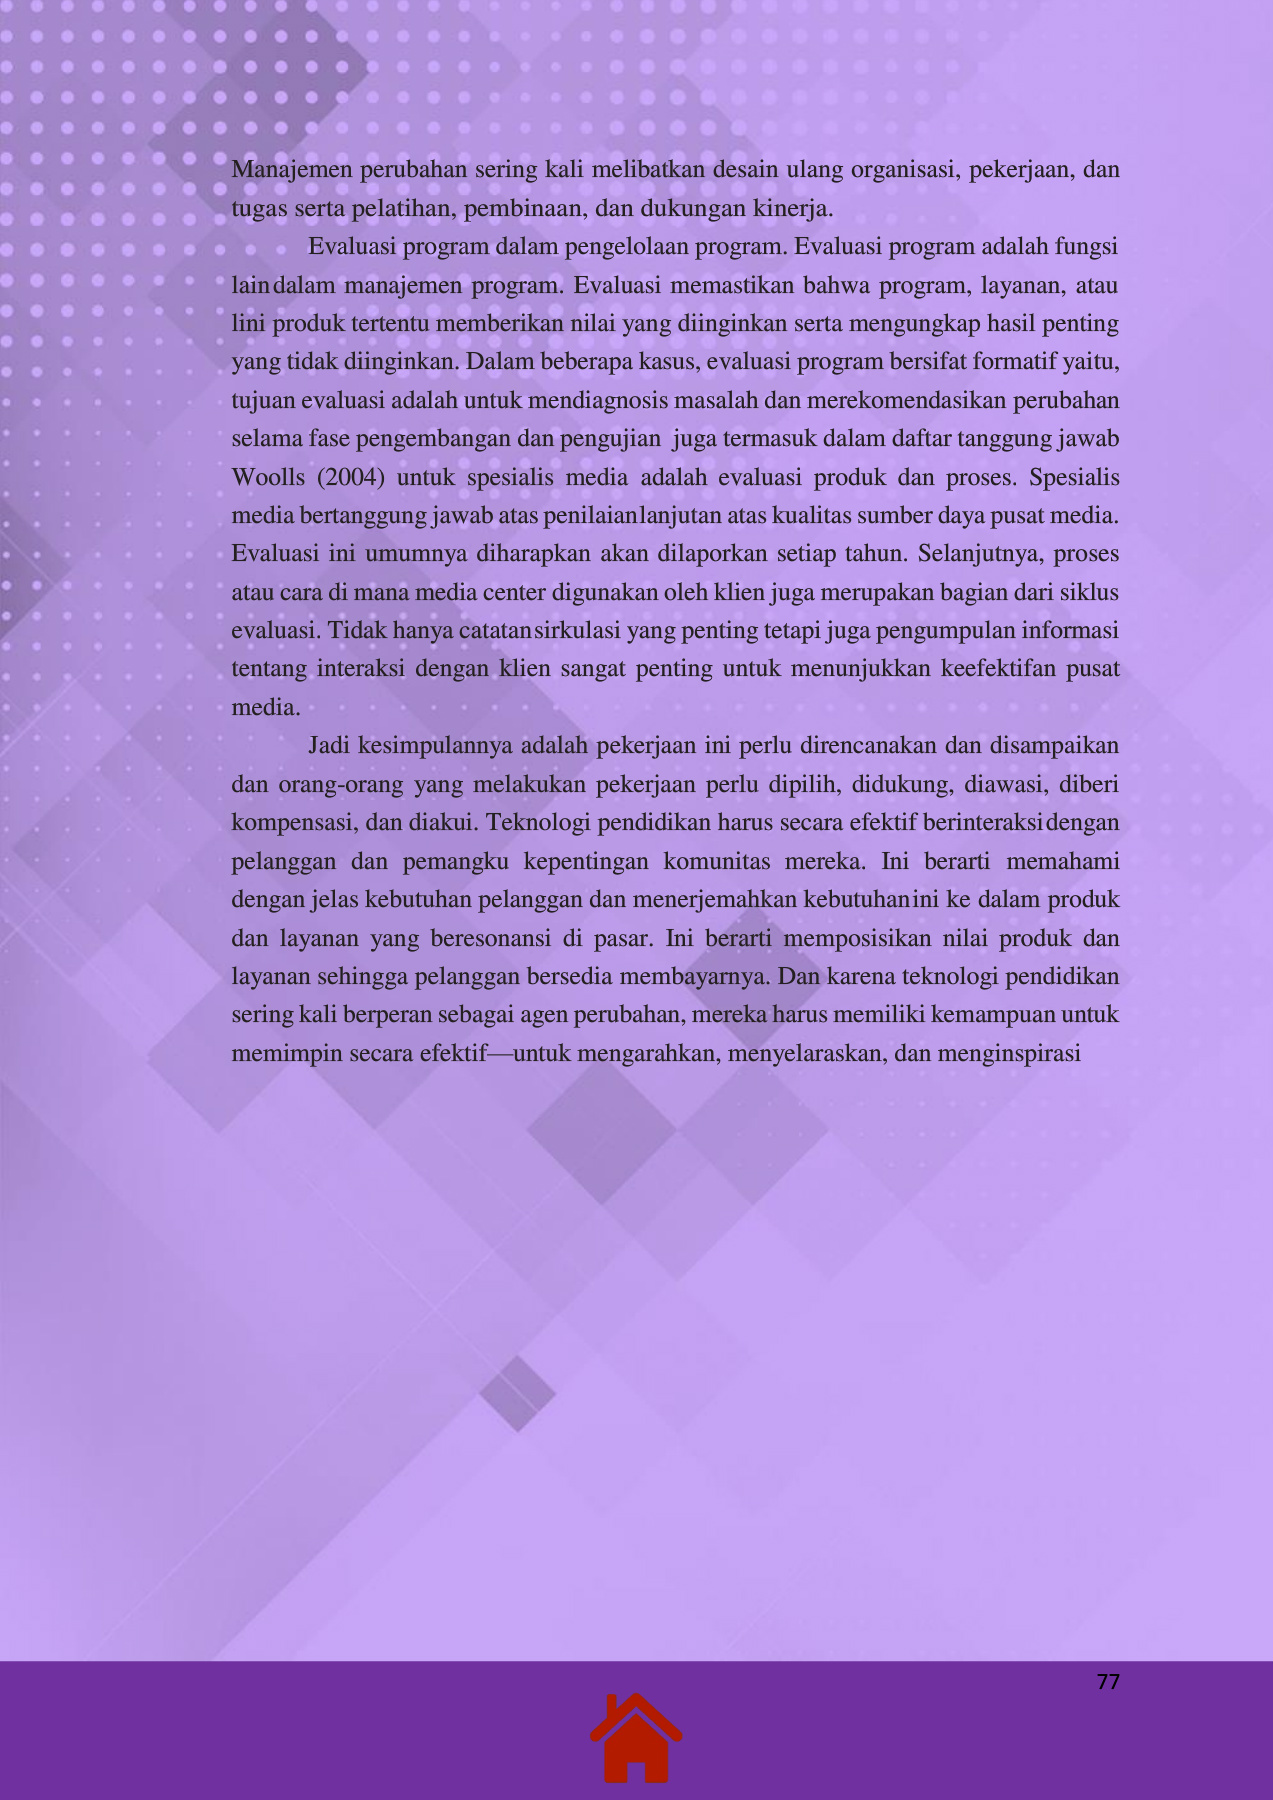 Manajemen perubahan sering kali melibatkan desain ulang organisasi, pekerjaan, dan
tugas serta pelatihan, pembinaan, dan dukungan kinerja.
Evaluasi program dalam pengelolaan program. Evaluasi program adalah fungsi
lain dalam manajemen program. Evaluasi memastikan bahwa program, layanan, atau
lini produk tertentu memberikan nilai yang diinginkan serta mengungkap hasil penting
yang tidak diinginkan. Dalam beberapa kasus, evaluasi program bersifat formatif yaitu,
tujuan evaluasi adalah untuk mendiagnosis masalah dan merekomendasikan perubahan
selama fase pengembangan dan pengujian juga termasuk dalam daftar tanggung jawab
Woolls (2004) untuk spesialis media adalah evaluasi produk dan proses. Spesialis
media bertanggung jawab atas penilaian lanjutan atas kualitas sumber daya pusat media.
Evaluasi ini umumnya diharapkan akan dilaporkan setiap tahun. Selanjutnya, proses
atau cara di mana media center digunakan oleh klien juga merupakan bagian dari siklus
evaluasi. Tidak hanya catatan sirkulasi yang penting tetapi juga pengumpulan informasi
tentang interaksi dengan klien sangat penting untuk menunjukkan keefektifan pusat
media.
Jadi kesimpulannya adalah pekerjaan ini perlu direncanakan dan disampaikan
dan orang-orang yang melakukan pekerjaan perlu dipilih, didukung, diawasi, diberi
kompensasi, dan diakui. Teknologi pendidikan harus secara efektif berinteraksi dengan
pelanggan dan pemangku kepentingan komunitas mereka. Ini berarti memahami
dengan jelas kebutuhan pelanggan dan menerjemahkan kebutuhan ini ke dalam produk
dan layanan yang beresonansi di pasar. Ini berarti memposisikan nilai produk dan
layanan sehingga pelanggan bersedia membayarnya. Dan karena teknologi pendidikan
sering kali berperan sebagai agen perubahan, mereka harus memiliki kemampuan untuk
memimpin secara efektif—untuk mengarahkan, menyelaraskan, dan menginspirasi
77